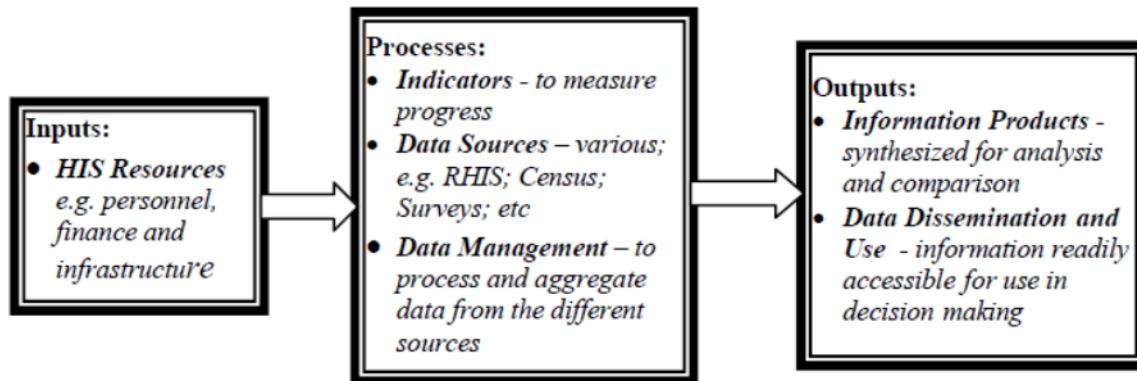 Inputs:
● HIS Resources
e.g. personnel,
finance and
infrastructure
Processes:
● Indicators - to measure
progress
● Data Sources – various;
e.g. RHIS; Census;
Surveys; etc
● Data Management – to
process and aggregate
data from the different
sources
Outputs:
● Information Products -
synthesized for analysis
and comparison
● Data Dissemination and
Use - information readily
accessible for use in
decision making